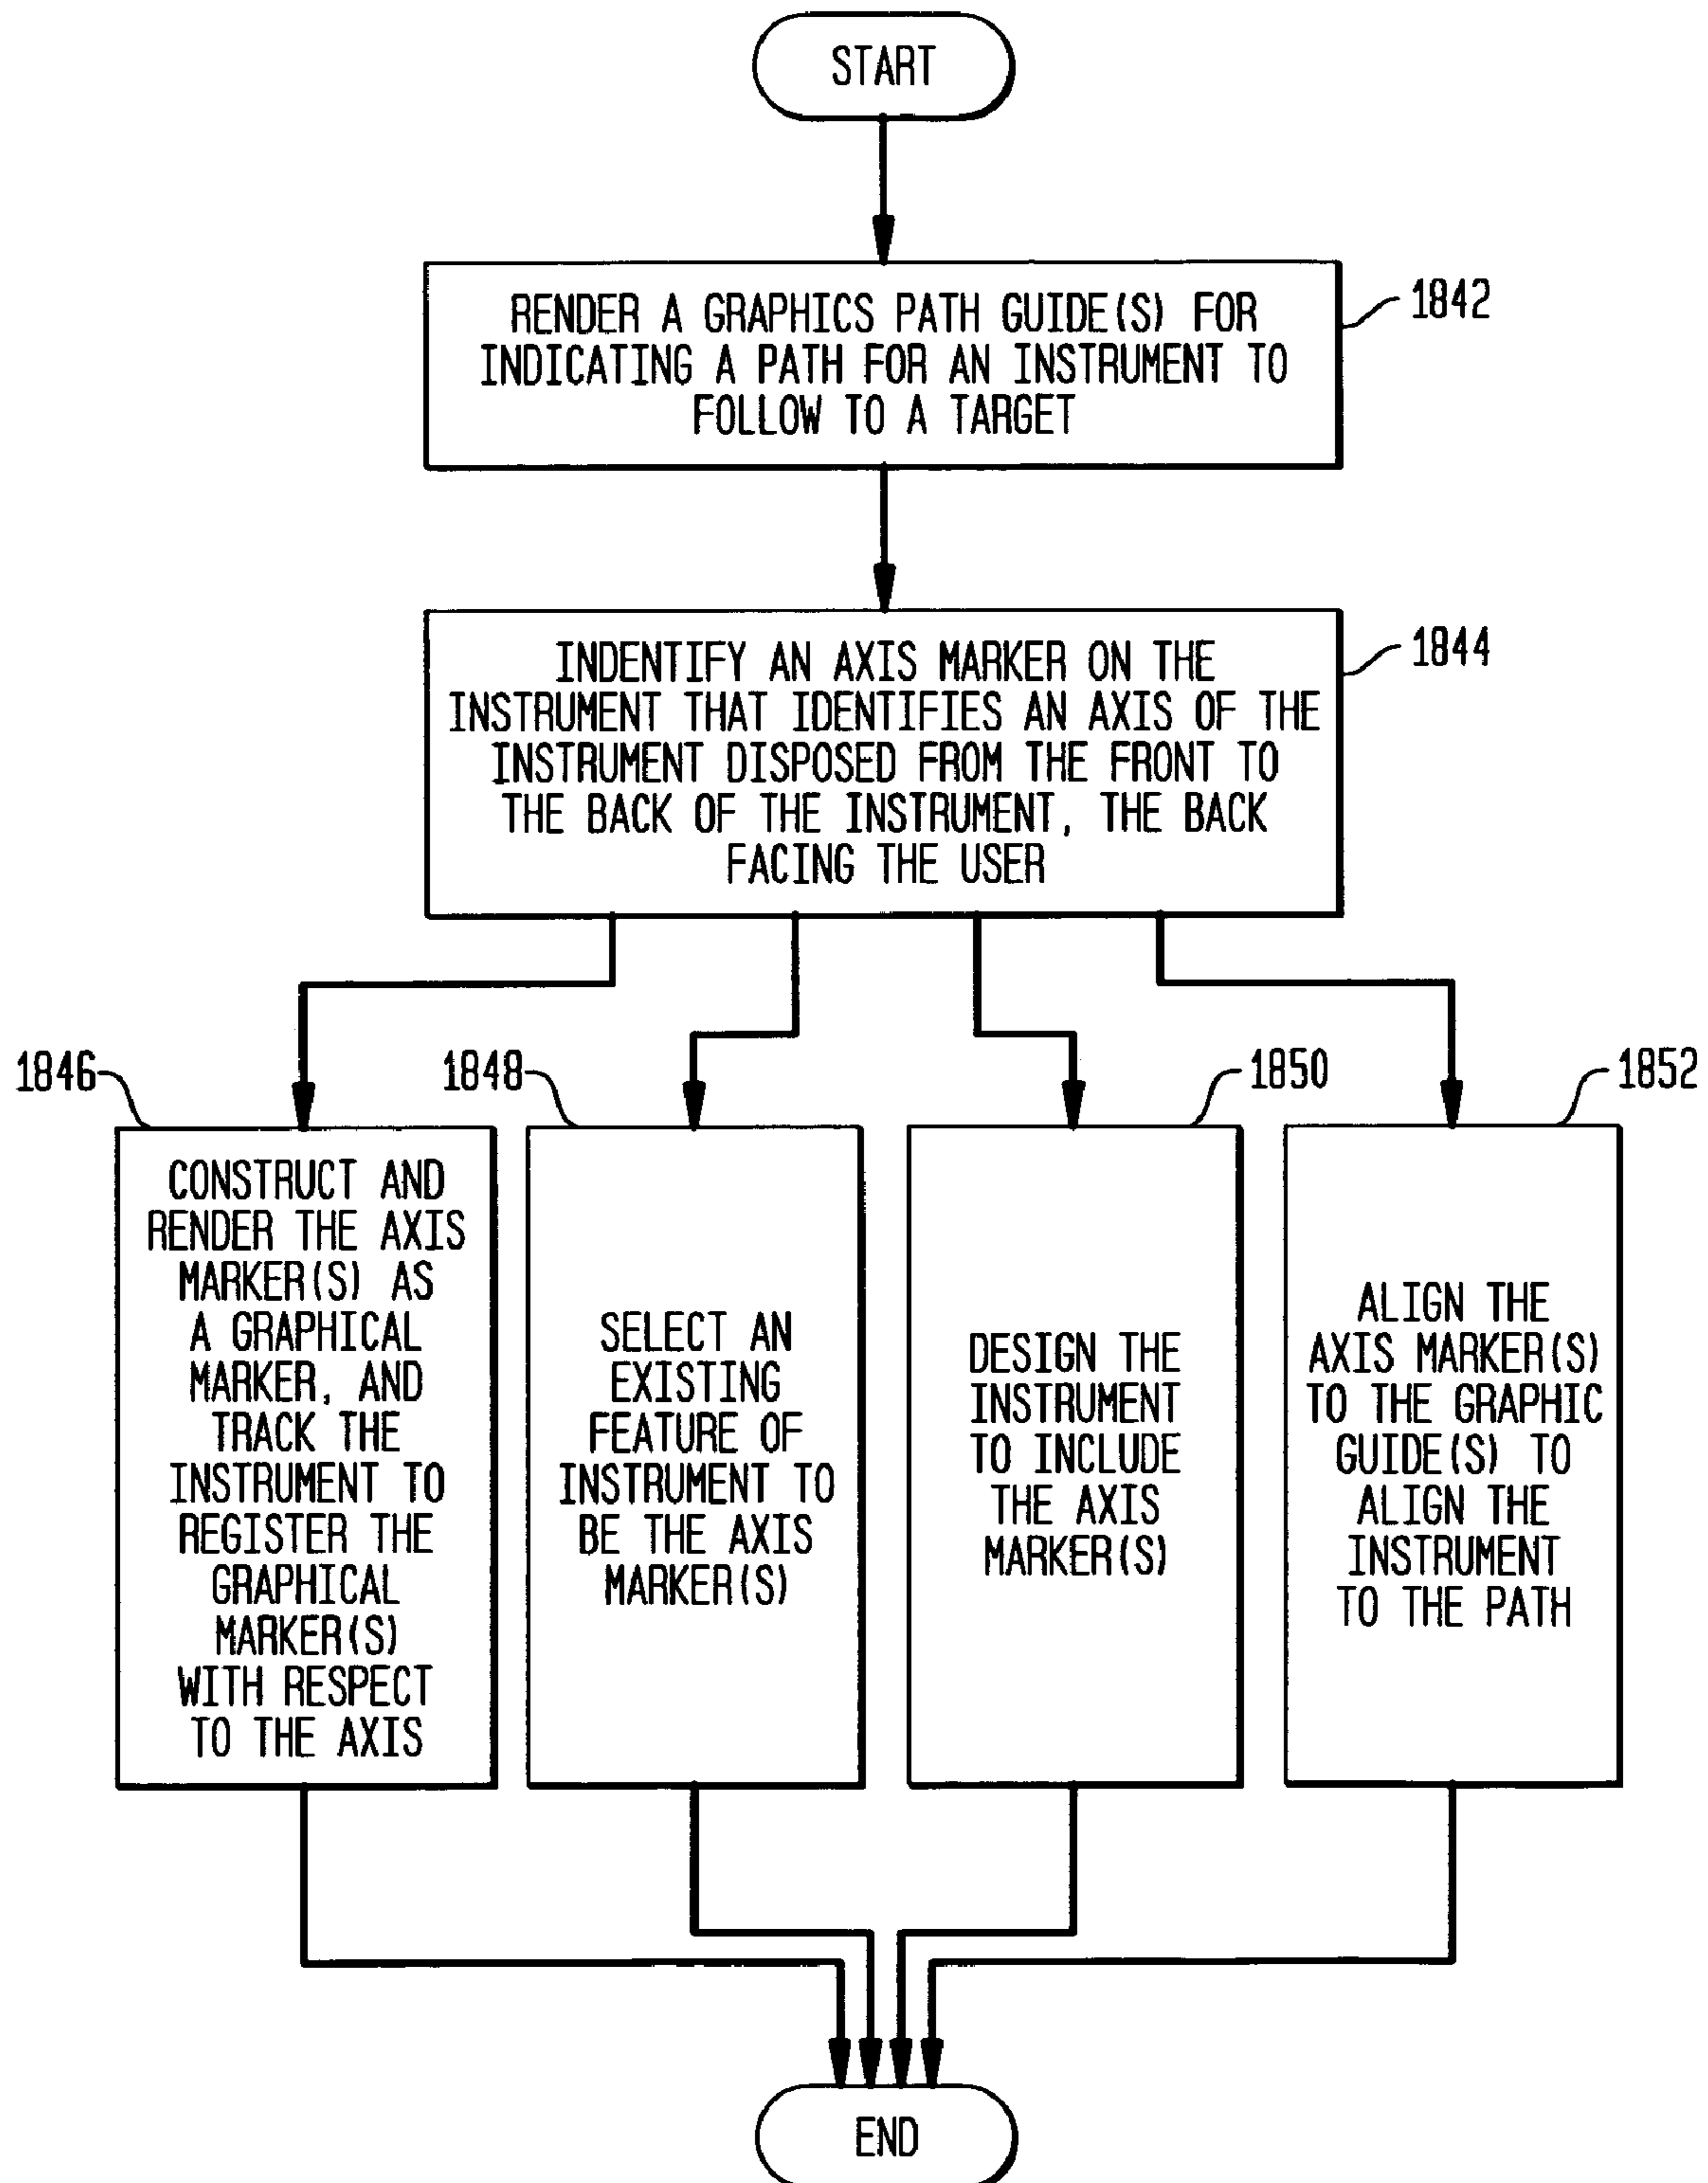 START
RENDER A GRAPHICS PATH GUIDE(S) FOR
INDICATING A PATH FOR AN INSTRUMENT TO
FOLLOW TO A TARGET
1842
INDENTIFY AN AXIS MARKER ON THE
INSTRUMENT THAT IDENTIFIES AN AXIS OF THE
INSTRUMENT DISPOSED FROM THE FRONT TO
THE BACK OF THE INSTRUMENT, THE BACK
FACING THE USER
1844
1846
CONSTRUCT AND
RENDER THE AXIS
MARKER(S) AS
A GRAPHICAL
MARKER, AND
TRACK THE
INSTRUMENT TO
REGISTER THE
GRAPHICAL
MARKER(S)
WITH RESPECT
TO THE AXIS
1848
SELECT AN
EXISTING
FEATURE OF
INSTRUMENT TO
BE THE AXIS
MARKER(S)
1850
DESIGN THE
INSTRUMENT
TO INCLUDE
THE AXIS
MARKER(S)
1852
ALIGN THE
AXIS MARKER(S)
TO THE GRAPHIC
GUIDE(S) TO
ALIGN THE
INSTRUMENT
TO THE PATH
END